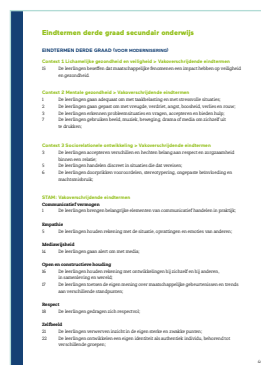 Eindtermen derde graad secundair onderwijs
EINDTERMEN DERDE GRAAD (VOOR MODERNISERING)
Context 1 Lichamelijke gezondheid en veiligheid > Vakoverschrijdende eindtermen
15 De leerlingen beseffen dat maatschappelijke fenomenen een impact hebben op veiligheid
en gezondheid.
Context 2 Mentale gezondheid > Vakoverschrijdende eindtermen
1 De leerlingen gaan adequaat om met taakbelasting en met stressvolle situaties;
2 De leerlingen gaan gepast om met vreugde, verdriet, angst, boosheid, verlies en rouw;
3 De leerlingen erkennen probleemsituaties en vragen, accepteren en bieden hulp;
7 De leerlingen gebruiken beeld, muziek, beweging, drama of media om zichzelf uit
te drukken;
Context 3 Sociorelationele ontwikkeling > Vakoverschrijdende eindtermen
3 De leerlingen accepteren verschillen en hechten belang aan respect en zorgzaamheid
binnen een relatie;
5 De leerlingen handelen discreet in situaties die dat vereisen;
6 De leerlingen doorprikken vooroordelen, stereotypering, ongepaste beïnvloeding en
machtsmisbruik;
STAM: Vakoverschrijdende eindtermen
Communicatief vermogen
1 De leerlingen brengen belangrijke elementen van communicatief handelen in praktijk;
Empathie
5 De leerlingen houden rekening met de situatie, opvattingen en emoties van anderen;
Mediawijsheid
14 De leerlingen gaan alert om met media;
Open en constructieve houding
16 De leerlingen houden rekening met ontwikkelingen bij zichzelf en bij anderen,
in samenleving en wereld;
17 De leerlingen toetsen de eigen mening over maatschappelijke gebeurtenissen en trends
aan verschillende standpunten;
Respect
18 De leerlingen gedragen zich respectvol;
Zelfbeeld
21 De leerlingen verwerven inzicht in de eigen sterke en zwakke punten;
22 De leerlingen ontwikkelen een eigen identiteit als authentiek individu, behorend tot
verschillende groepen;